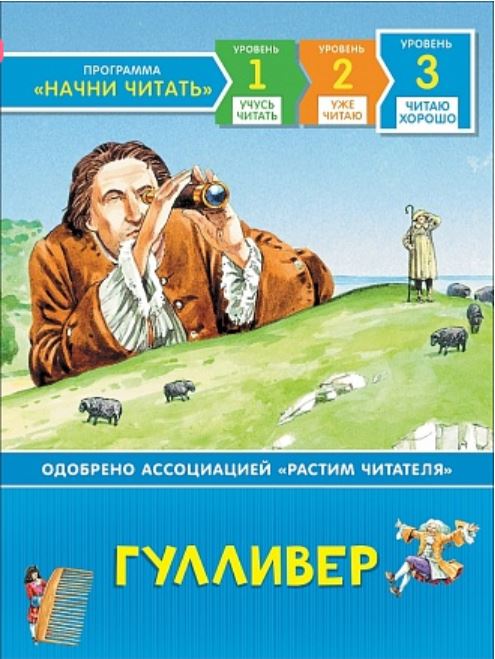 ПРОГРАММА
«НАЧНИ ЧИТАТЬ»
УРОВЕНЬ
1
УЧУСЬ
ЧИТАТЬ
УРОВЕНЬ
2
УЖЕ
ЧИТАЮ
УРОВЕНЬ
3
ЧИТАЮ
ХОРОШО
ОДОБРЕНО АССОЦИАЦИЕЙ «РАСТИМ ЧИТАТЕЛЯ»
ГУЛЛИВЕР